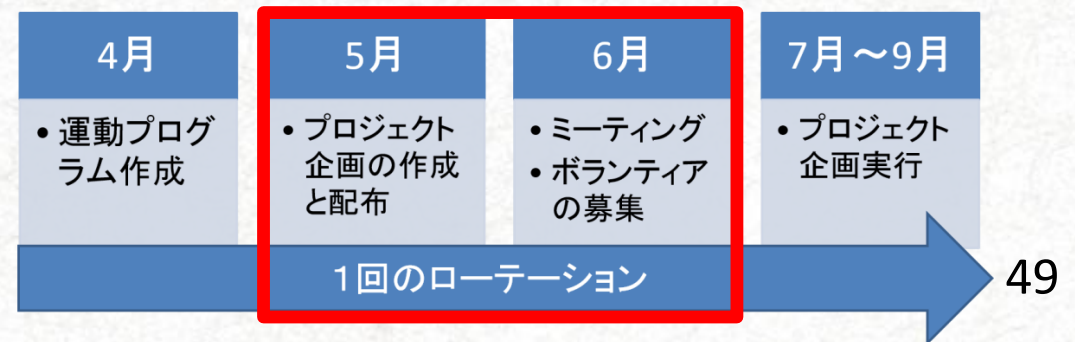 4月
5月
6月
7月～9月
• 運動プログ
ラム作成
• プロジェクト
企画の作成
と配布
• ミーティング
• ボランティア
の募集
• プロジェクト
企画実行
１回のローテーション
49